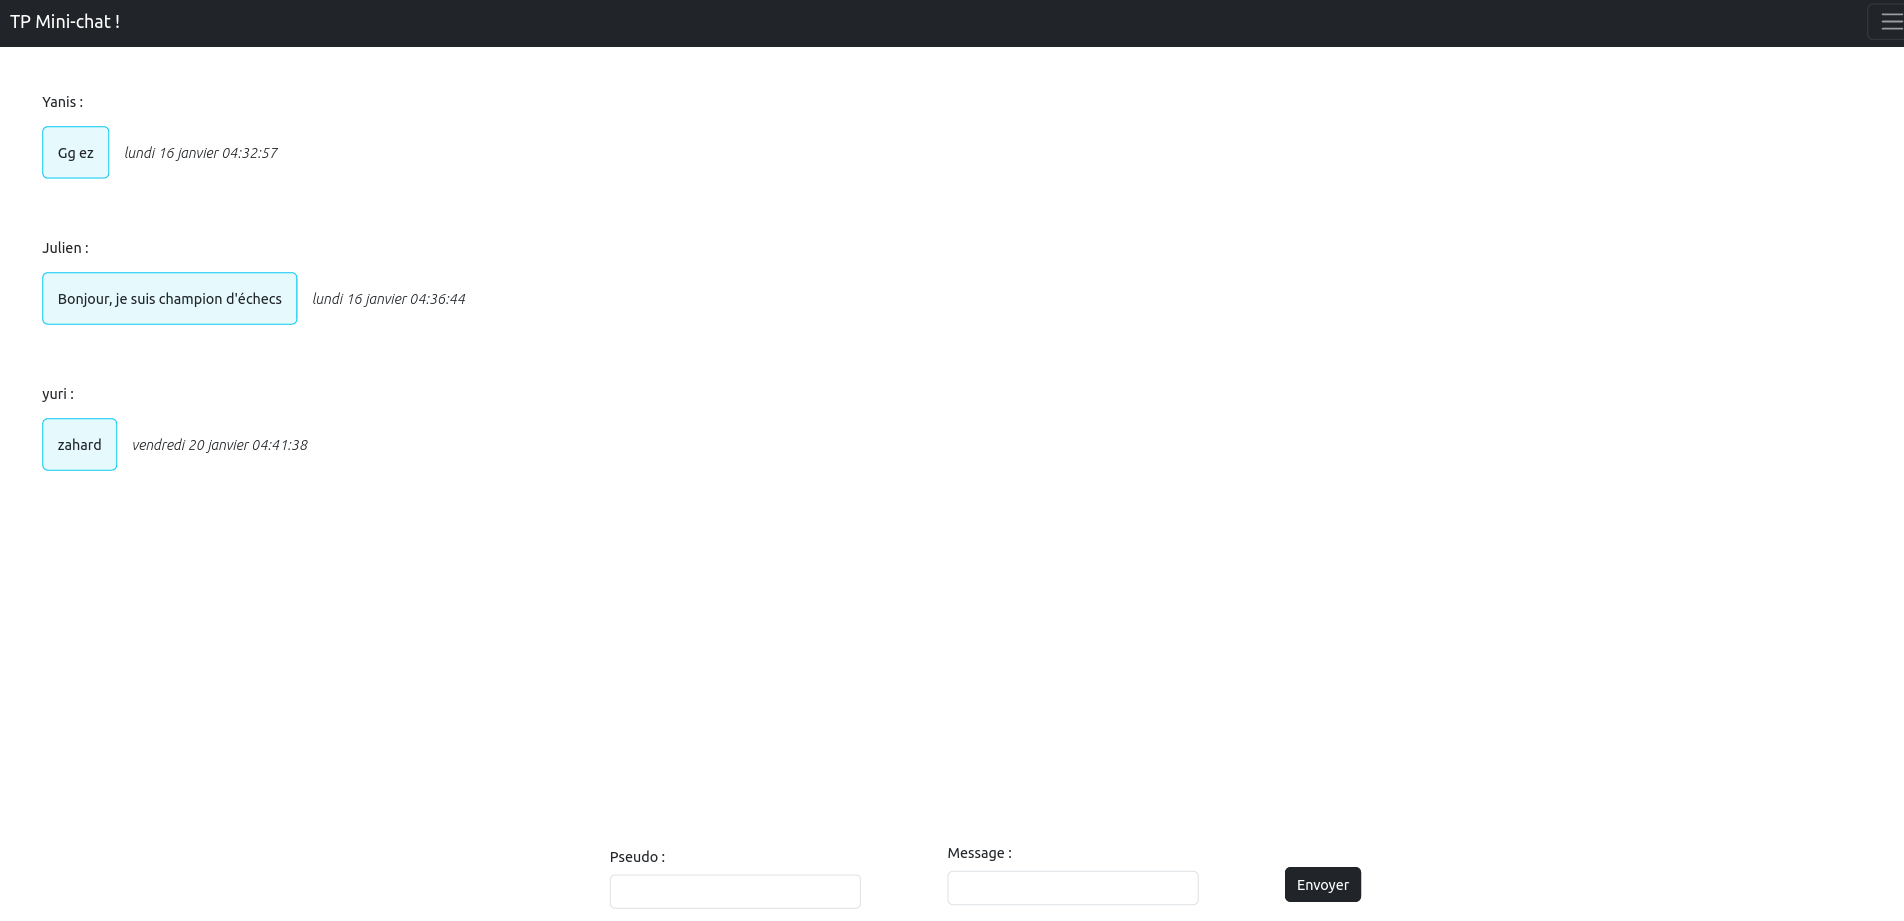 TP Mini-chat !
Yanis :
Gg ez lundi 16 janvier 04:32:57
Julien :
Bonjour, je suis champion d'échecs lundi 16 janvier 04:36:44
yuri :
zahard vendredi 20 janvier 04:41:38
Pseudo : Message :
Envoyer